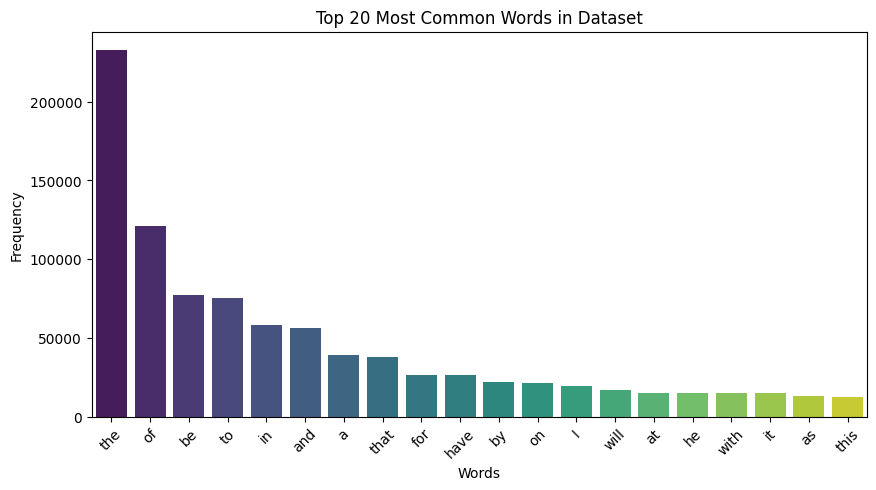 Top 20 Most Common Words in Dataset
200000
150000
100000
50000
0
Frequency
the of be to in and a that for have by on I will at he with it as this
Words